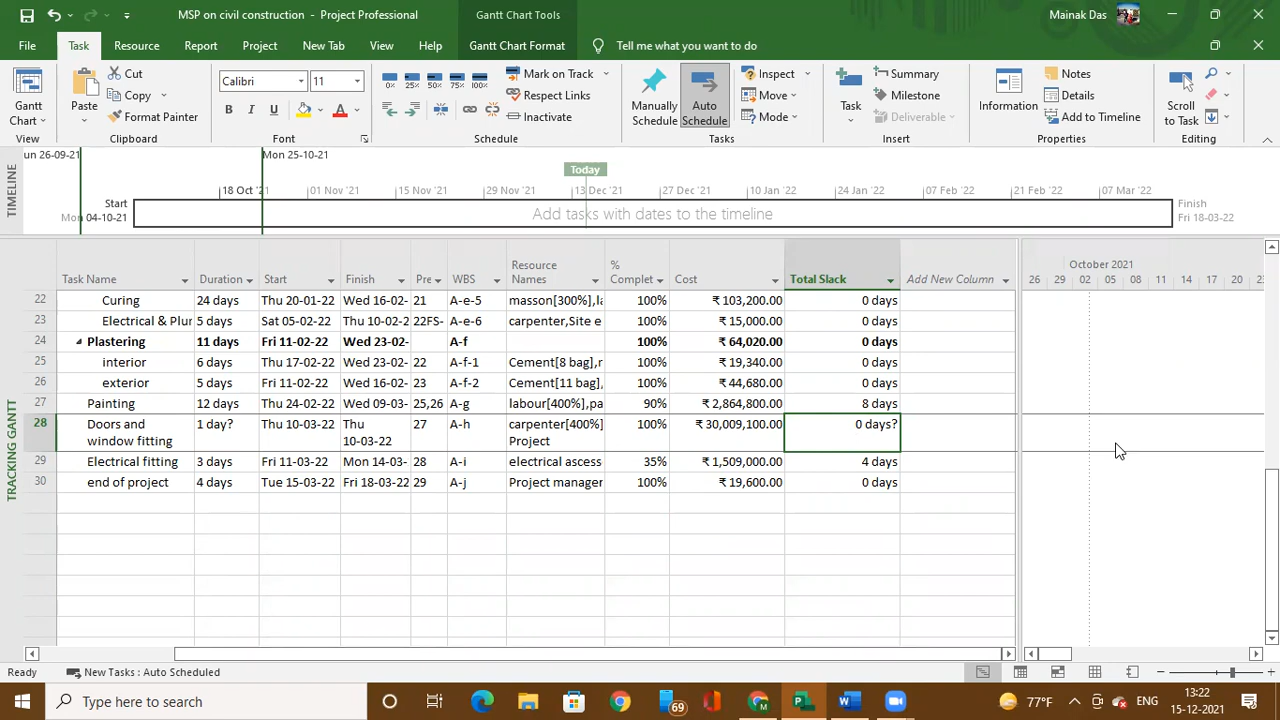 MSP on civil construction - Project Professional
Gantt Chart Tools
Mainak Das
File Task Resource Report Project New Tab View Help Gantt Chart Format Tell me what you want to do
Gantt Chart
View
Paste
Cut
Copy
Format Painter
Clipboard
Calibri 11
B I U A
Font
0% 25% 50% 75% 100%
Mark on Track
Respect Links
Inactivate
Schedule
Manually Schedule
Auto Schedule
Inspect
Move
Mode
Tasks
Task
Summary
Milestone
Deliverable
Insert
Information
Notes
Details
Add to Timeline
Properties
Scroll to Task
Editing
TIMELINE
un 26-09-21 Mon 25-10-21
Today
18 Oct '21 01 Nov '21 15 Nov '21 29 Nov '21 13 Dec '21 27 Dec '21 10 Jan '22 24 Jan '22 07 Feb '22 21 Feb '22 07 Mar '22
Start
Mon 04-10-21
Add tasks with dates to the timeline
Finish
Fri 18-03-22
TRACKING GANTT
Task Name Duration Start Finish Pre WBS Resource Names % Complet Cost Total Slack Add New Column
October 2021
26 29 02 05 08 11 14 17 20 23
22 Curing 24 days Thu 20-01-22 Wed 16-02- 21 A-e-5 masson[300%],la 100% ₹ 103,200.00 0 days
23 Electrical & Plur 5 days Sat 05-02-22 Thu 10-02-2 22FS- A-e-6 carpenter,Site e 100% ₹ 15,000.00 0 days
24 Plastering 11 days Fri 11-02-22 Wed 23-02- A-f 100% ₹ 64,020.00 0 days
25 interior 6 days Thu 17-02-22 Wed 23-02- 22 A-f-1 Cement[8 bag],r 100% ₹ 19,340.00 0 days
26 exterior 5 days Fri 11-02-22 Wed 16-02- 23 A-f-2 Cement[11 bag], 100% ₹ 44,680.00 0 days
27 Painting 12 days Thu 24-02-22 Wed 09-03- 25,26 A-g labour[400%],pa 90% ₹ 2,864,800.00 8 days
28 Doors and window fitting 1 day? Thu 10-03-22 Thu 10-03-22 27 A-h carpenter[400%] Project 100% ₹ 30,009,100.00 0 days?
29 Electrical fitting 3 days Fri 11-03-22 Mon 14-03- 28 A-i electrical ascess 35% ₹ 1,509,000.00 4 days
30 end of project 4 days Tue 15-03-22 Fri 18-03-22 29 A-j Project manager 100% ₹ 19,600.00 0 days
Ready New Tasks : Auto Scheduled
Type here to search
69
77°F
ENG
13:22
15-12-2021